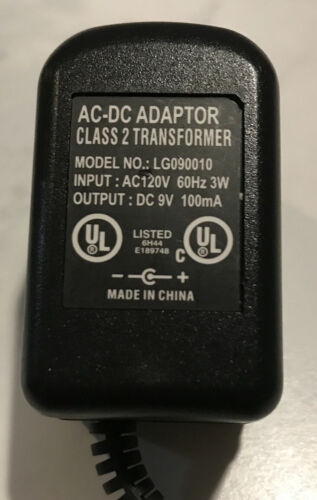 AC-DC ADAPTOR
CLASS 2 TRANSFORMER
MODEL NO.: LG090010
INPUT : AC120V 60Hz 3W
OUTPUT : DC 9V 100mA
UL LISTED C UL
6H44
E189748
- +
MADE IN CHINA